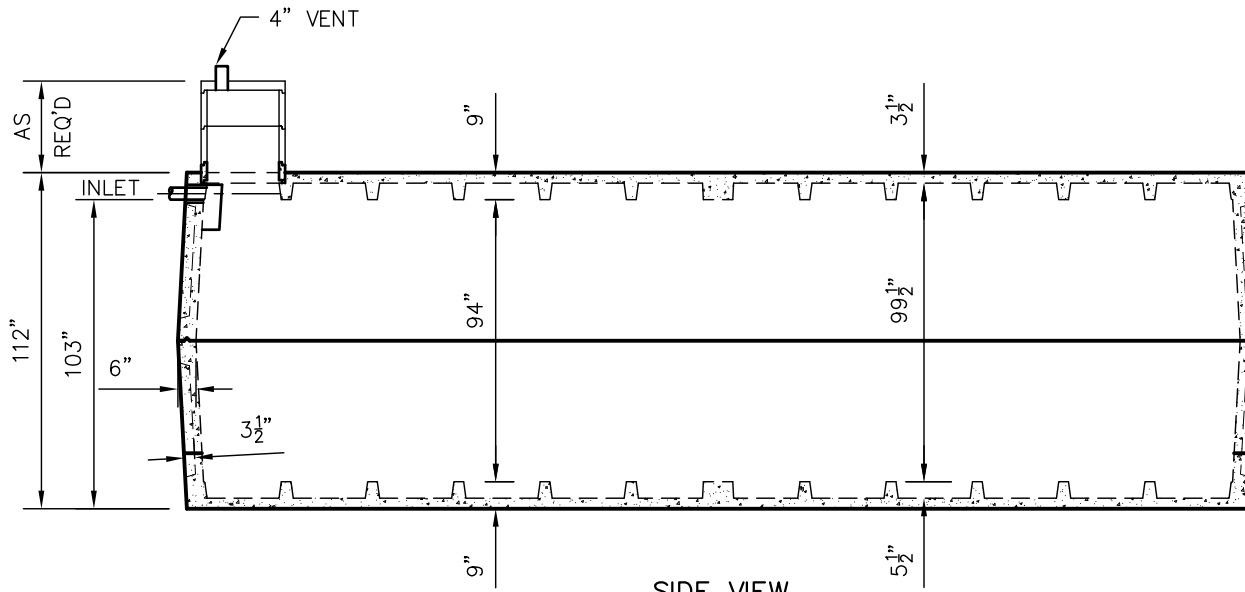 4" VENT
AS
REQ'D
9"
3½"
INLET
112"
103"
94"
99½"
6"
3½"
9"
5½"
SIDE VIEW